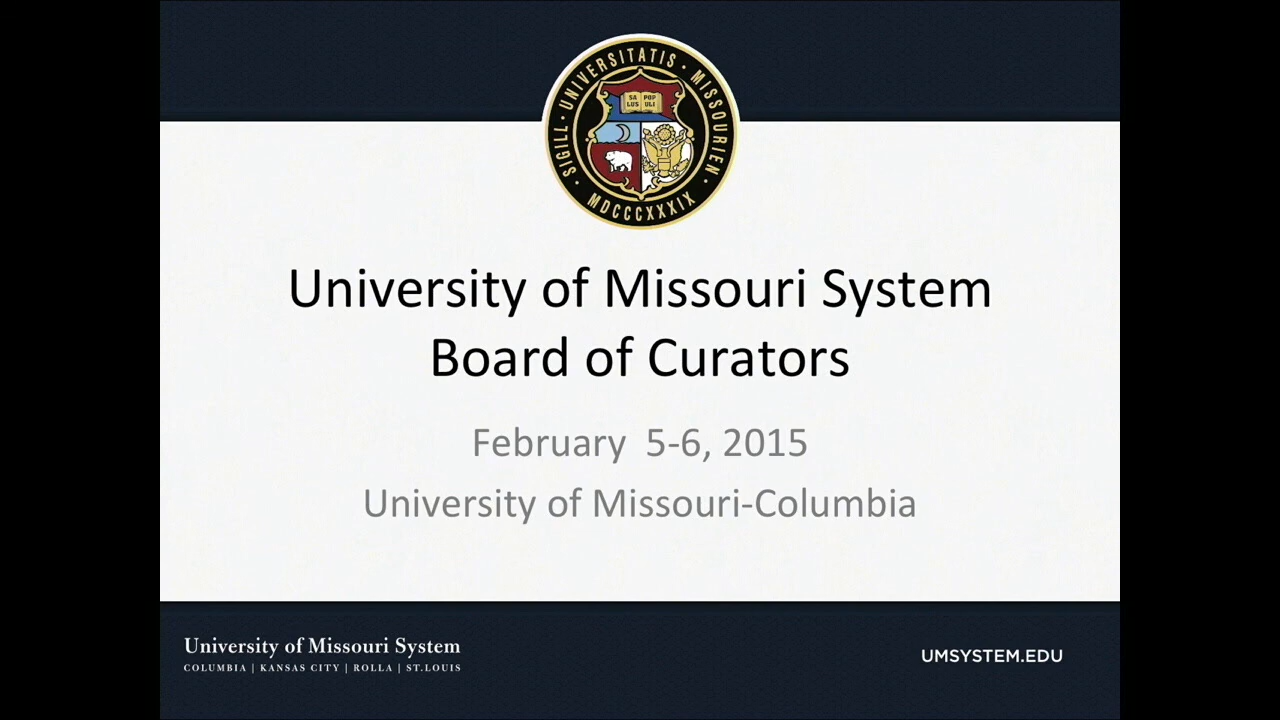 SIGILL · UNIVERSITATIS · MISSOURIEN ·
SA POP
LUS ULI
MDCCCXXXIX
University of Missouri System
Board of Curators
February 5-6, 2015
University of Missouri-Columbia
University of Missouri System
COLUMBIA | KANSAS CITY | ROLLA | ST.LOUIS
UMSYSTEM.EDU